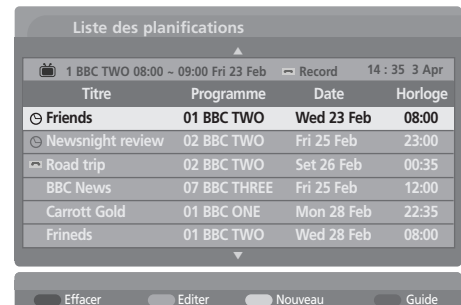 Liste des planifications
1 BBC TWO 08:00 ~ 09:00 Fri 23 Feb Record 14 : 35 3 Apr
Titre Programme Date Horloge
Friends 01 BBC TWO Wed 23 Feb 08:00
Newsnight review 02 BBC TWO Fri 25 Feb 23:00
Road trip 02 BBC TWO Set 26 Feb 00:35
BBC News 07 BBC THREE Fri 25 Feb 12:00
Carrott Gold 01 BBC ONE Mon 28 Feb 22:35
Frineds 01 BBC TWO Wed 28 Feb 08:00
Effacer Editer Nouveau Guide